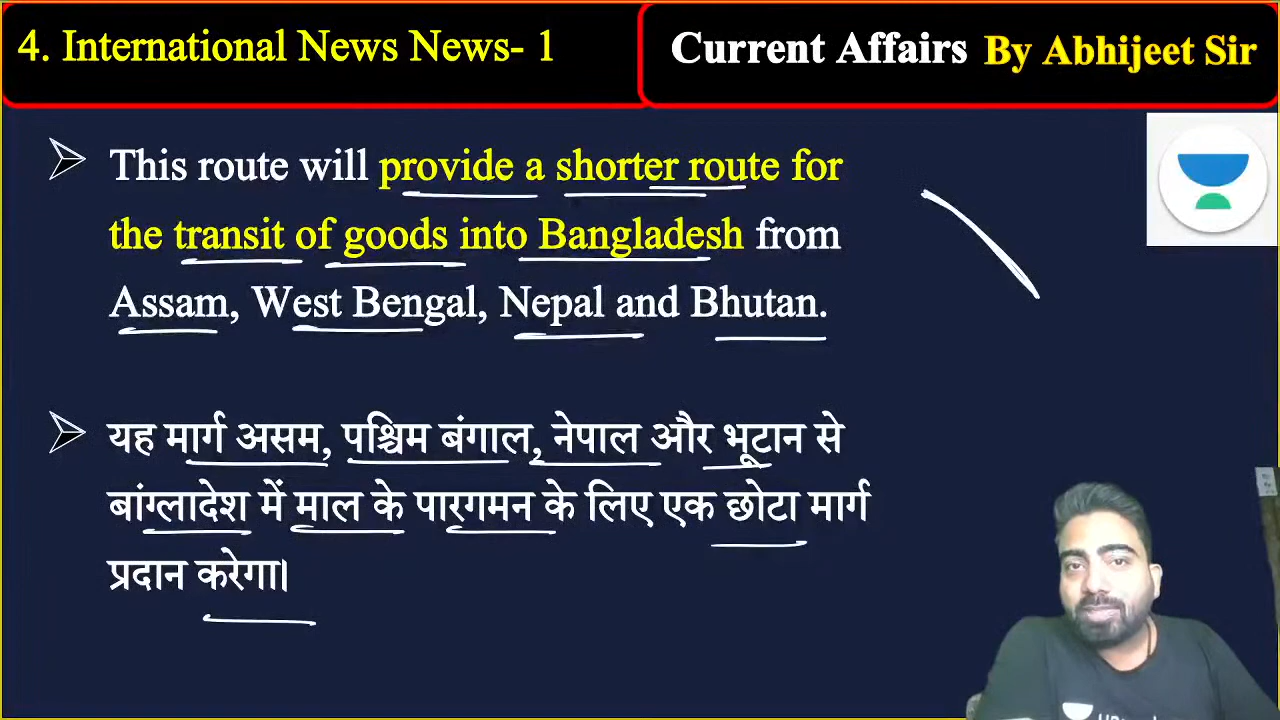 4. International News News- 1
Current Affairs By Abhijeet Sir
This route will provide a shorter route for
the transit of goods into Bangladesh from
Assam, West Bengal, Nepal and Bhutan.
यह मार्ग असम, पश्चिम बंगाल, नेपाल और भूटान से
बांग्लादेश में माल के पारगमन के लिए एक छोटा मार्ग
प्रदान करेगा।